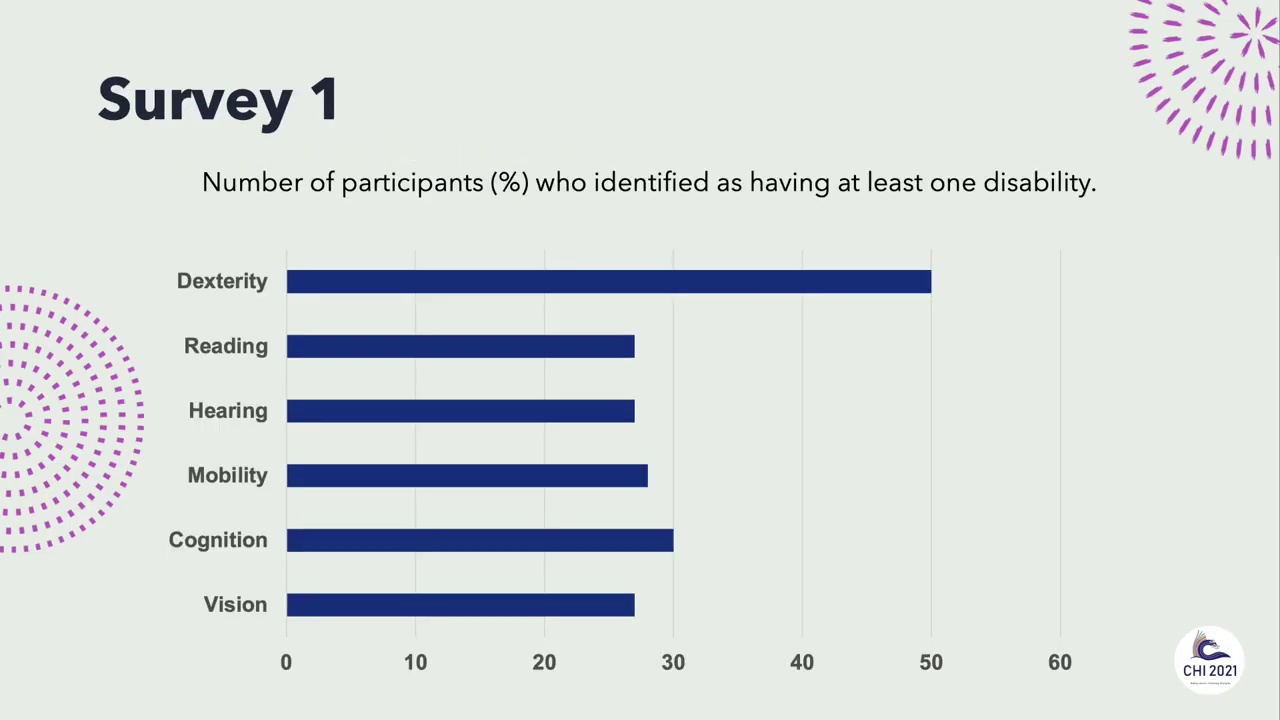 Survey 1
Number of participants (%) who identified as having at least one disability.
Dexterity
Reading
Hearing
Mobility
Cognition
Vision
0 10 20 30 40 50 60
CHI 2021